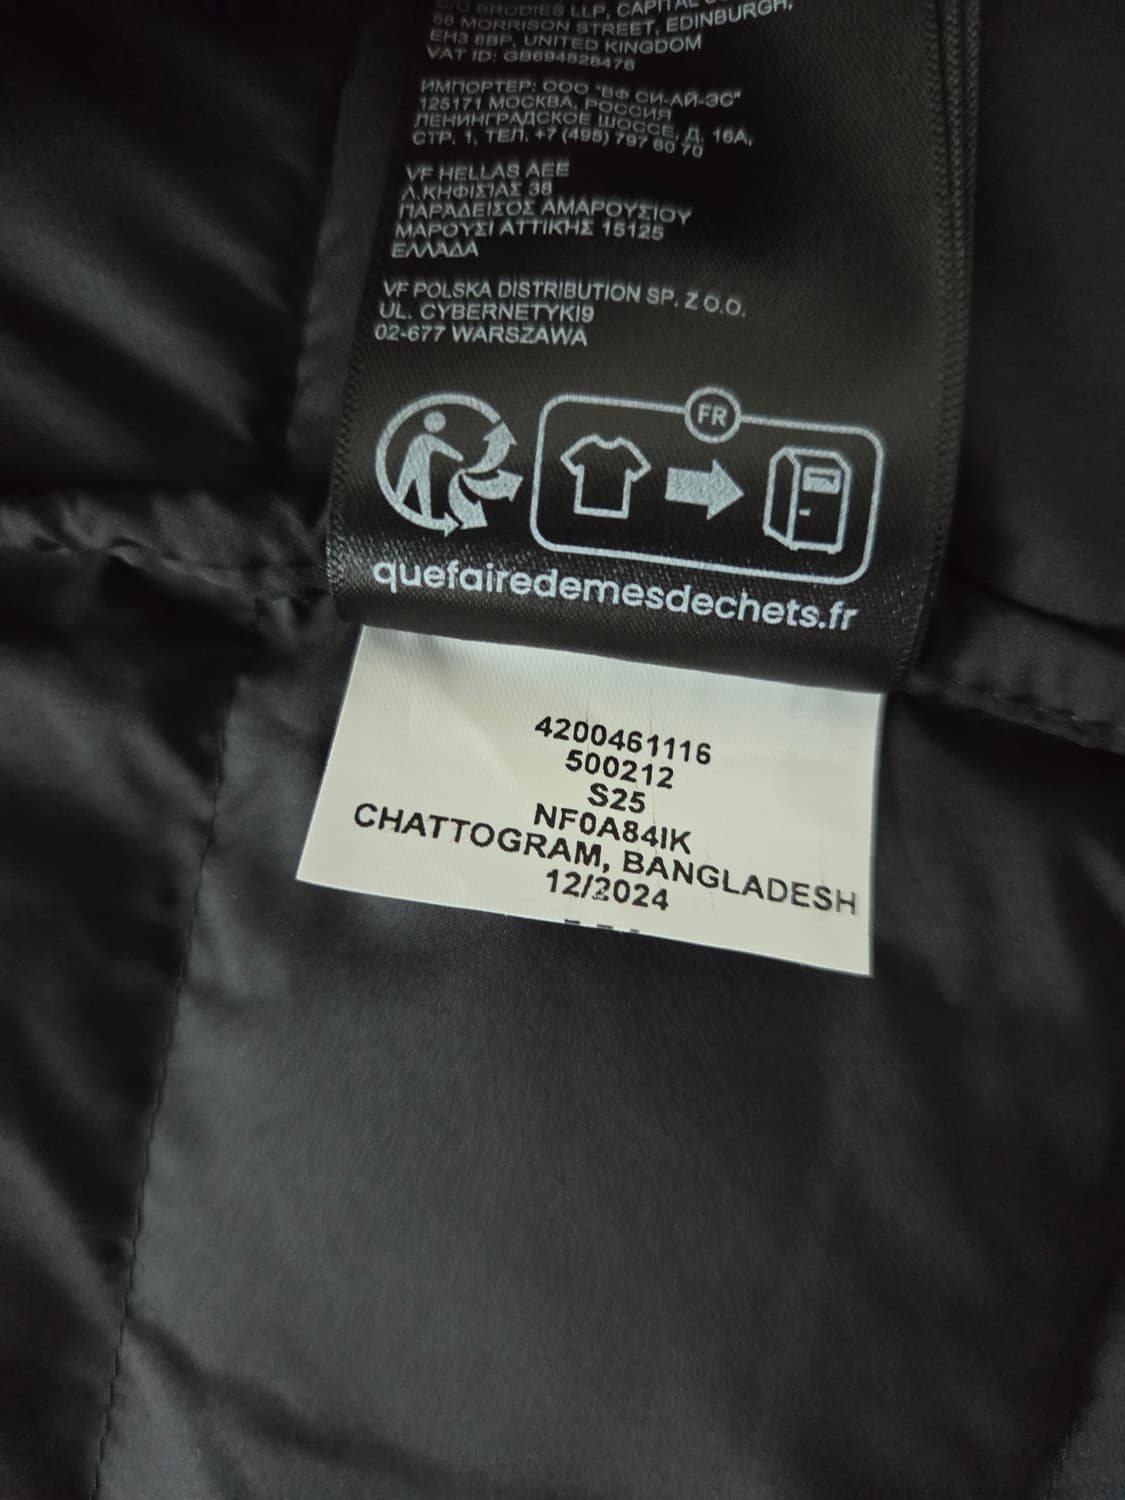 C/O BRODIES LLP, CAPITAL
58 MORRISON STREET, EDINBURGH,
EH3 8BP, UNITED KINGDOM
VAT ID: GB694828476
ИМПОРТЕР: ООО "ВФ СИ-АЙ-ЭС"
125171 МОСКВА, РОССИЯ
ЛЕНИНГРАДСКОЕ ШОССЕ, Д. 16А,
СТР. 1, ТЕЛ. +7 (495) 797 60 70
VF HELLAS AEE
Λ.ΚΗΦΙΣΙΑΣ 38
ΠΑΡΑΔΕΙΣΟΣ ΑΜΑΡΟΥΣΙΟΥ
ΜΑΡΟΥΣΙ ΑΤΤΙΚΗΣ 15125
ΕΛΛΑΔΑ
VF POLSKA DISTRIBUTION SP. Z O.O.
UL. CYBERNETYKI9
02-677 WARSZAWA
FR
quefairedemesdechets.fr
4200461116
500212
S25
NF0A84IK
CHATTOGRAM, BANGLADESH
12/2024